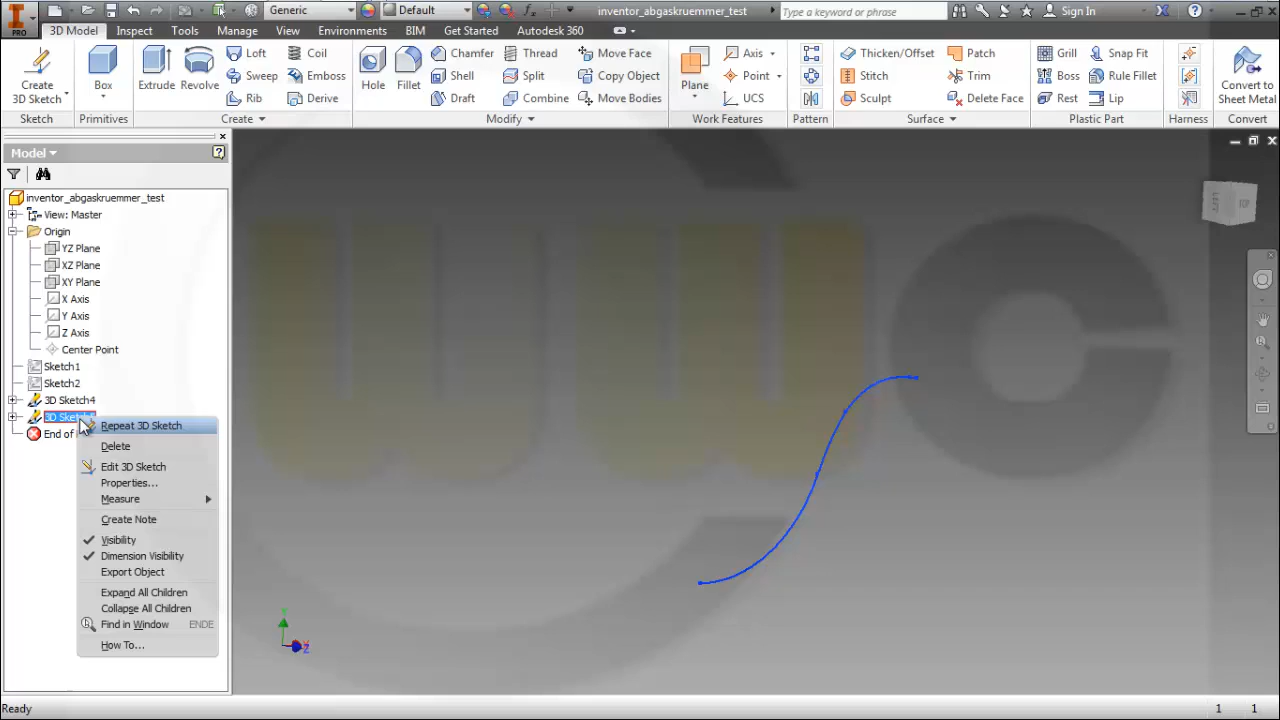 PRO
Generic
Default
inventor_abgaskruemmer_test
Type a keyword or phrase
Sign In
3D Model Inspect Tools Manage View Environments BIM Get Started Autodesk 360
Create
3D Sketch
Box
Extrude
Revolve
Loft
Sweep
Rib
Coil
Emboss
Derive
Hole
Fillet
Chamfer
Shell
Draft
Thread
Split
Combine
Move Face
Copy Object
Move Bodies
Plane
Axis
Point
UCS
Thicken/Offset
Stitch
Sculpt
Patch
Trim
Delete Face
Grill
Boss
Rest
Snap Fit
Rule Fillet
Lip
Convert to
Sheet Metal
Sketch Primitives Create Modify Work Features Pattern Surface Plastic Part Harness Convert
Model
inventor_abgaskruemmer_test
View: Master
Origin
YZ Plane
XZ Plane
XY Plane
X Axis
Y Axis
Z Axis
Center Point
Sketch1
Sketch2
3D Sketch4
3D Sketch
End of
Repeat 3D Sketch
Delete
Edit 3D Sketch
Properties...
Measure
Create Note
Visibility
Dimension Visibility
Export Object
Expand All Children
Collapse All Children
Find in Window ENDE
How To...
LEFT
TOP
Y
Z
Ready
1 1